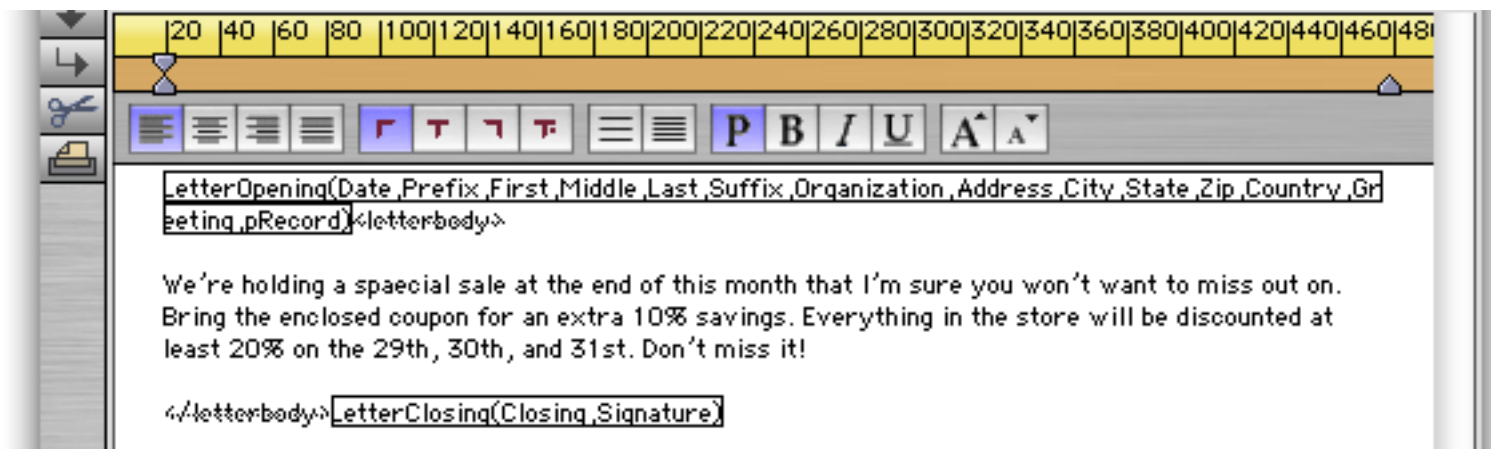 |20 |40 |60 |80 |100|120|140|160|180|200|220|240|260|280|300|320|340|360|380|400|420|440|460|48
P B I U A A
LetterOpening(Date,Prefix,First,Middle,Last,Suffix,Organization,Address,City,State,Zip,Country,Gr
eeting,pRecord)<letterbody>
We're holding a spaecial sale at the end of this month that I'm sure you won't want to miss out on.
Bring the enclosed coupon for an extra 10% savings. Everything in the store will be discounted at
least 20% on the 29th, 30th, and 31st. Don't miss it!
</letterbody>LetterClosing(Closing,Signature)